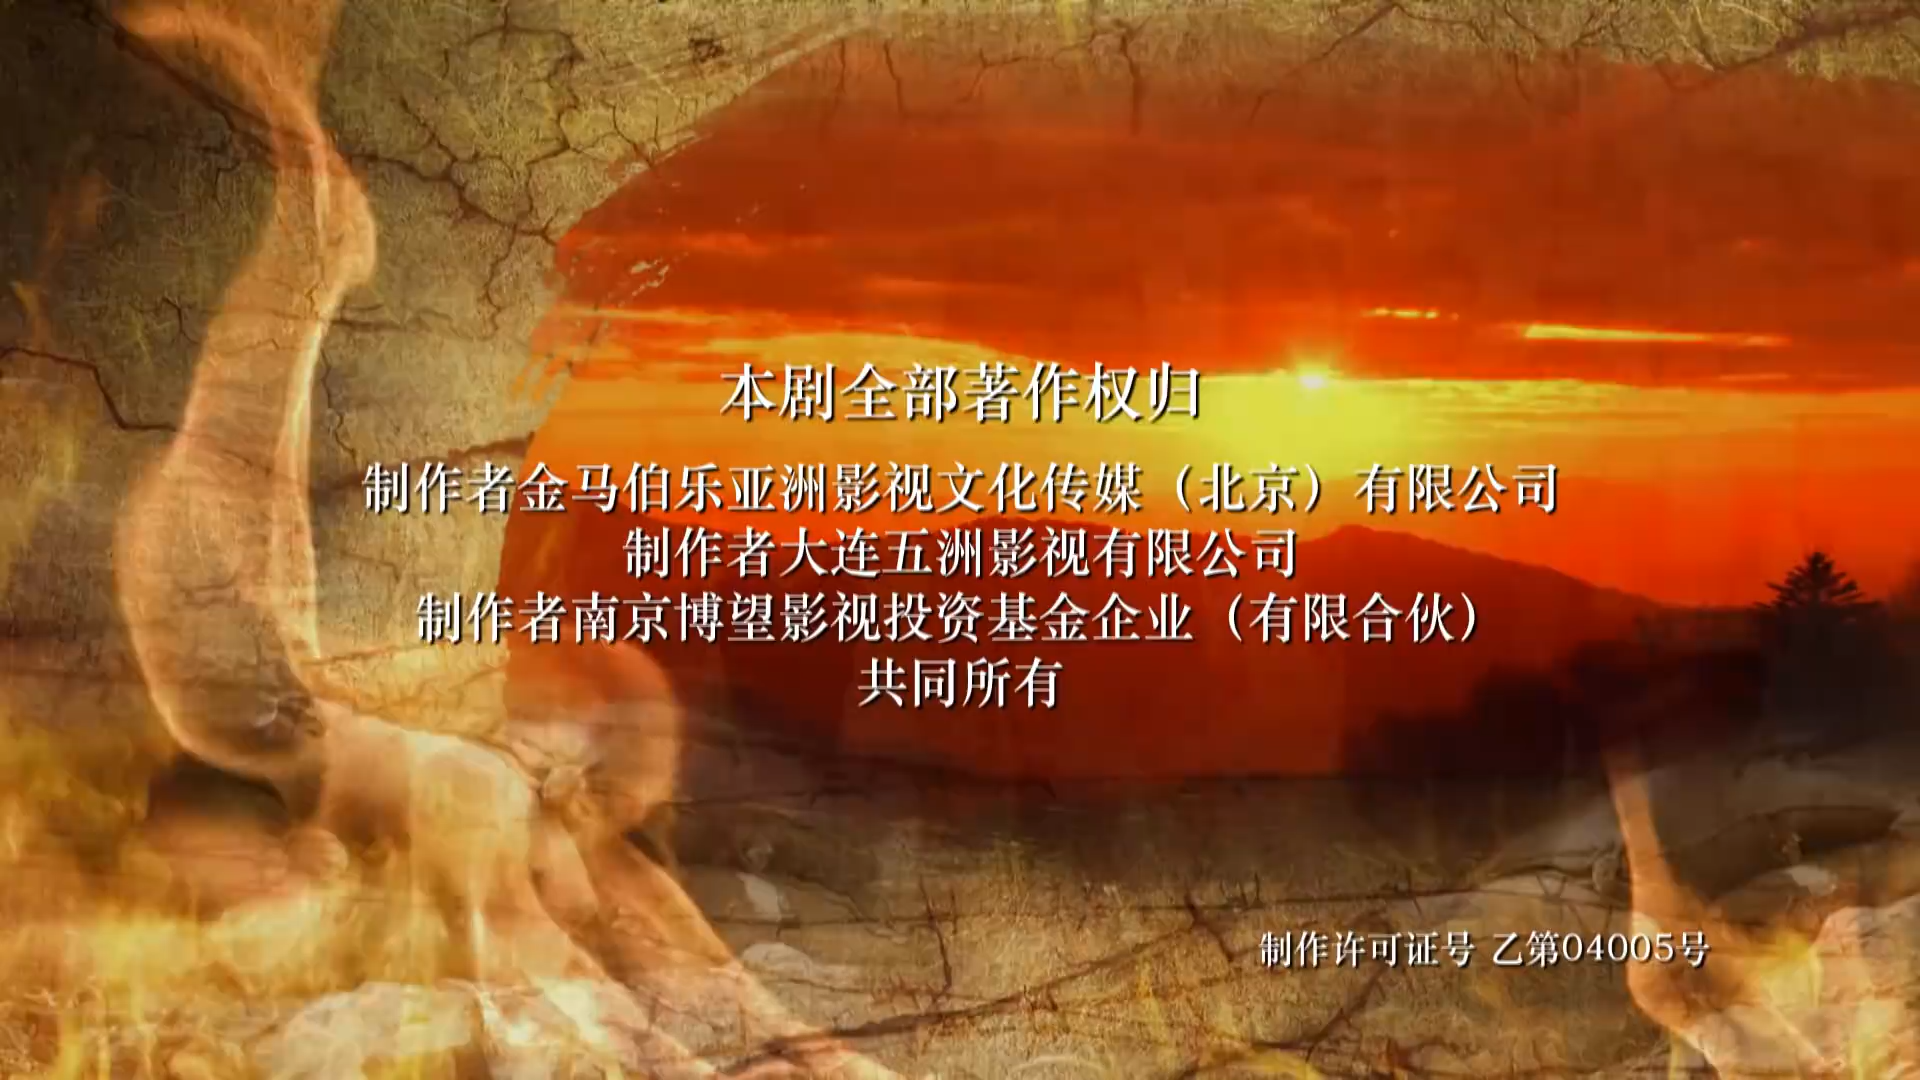 本剧全部著作权归
制作者金马伯乐亚洲影视文化传媒（北京）有限公司
制作者大连五洲影视有限公司
制作者南京博望影视投资基金企业（有限合伙）
共同所有
制作许可证号 乙第04005号